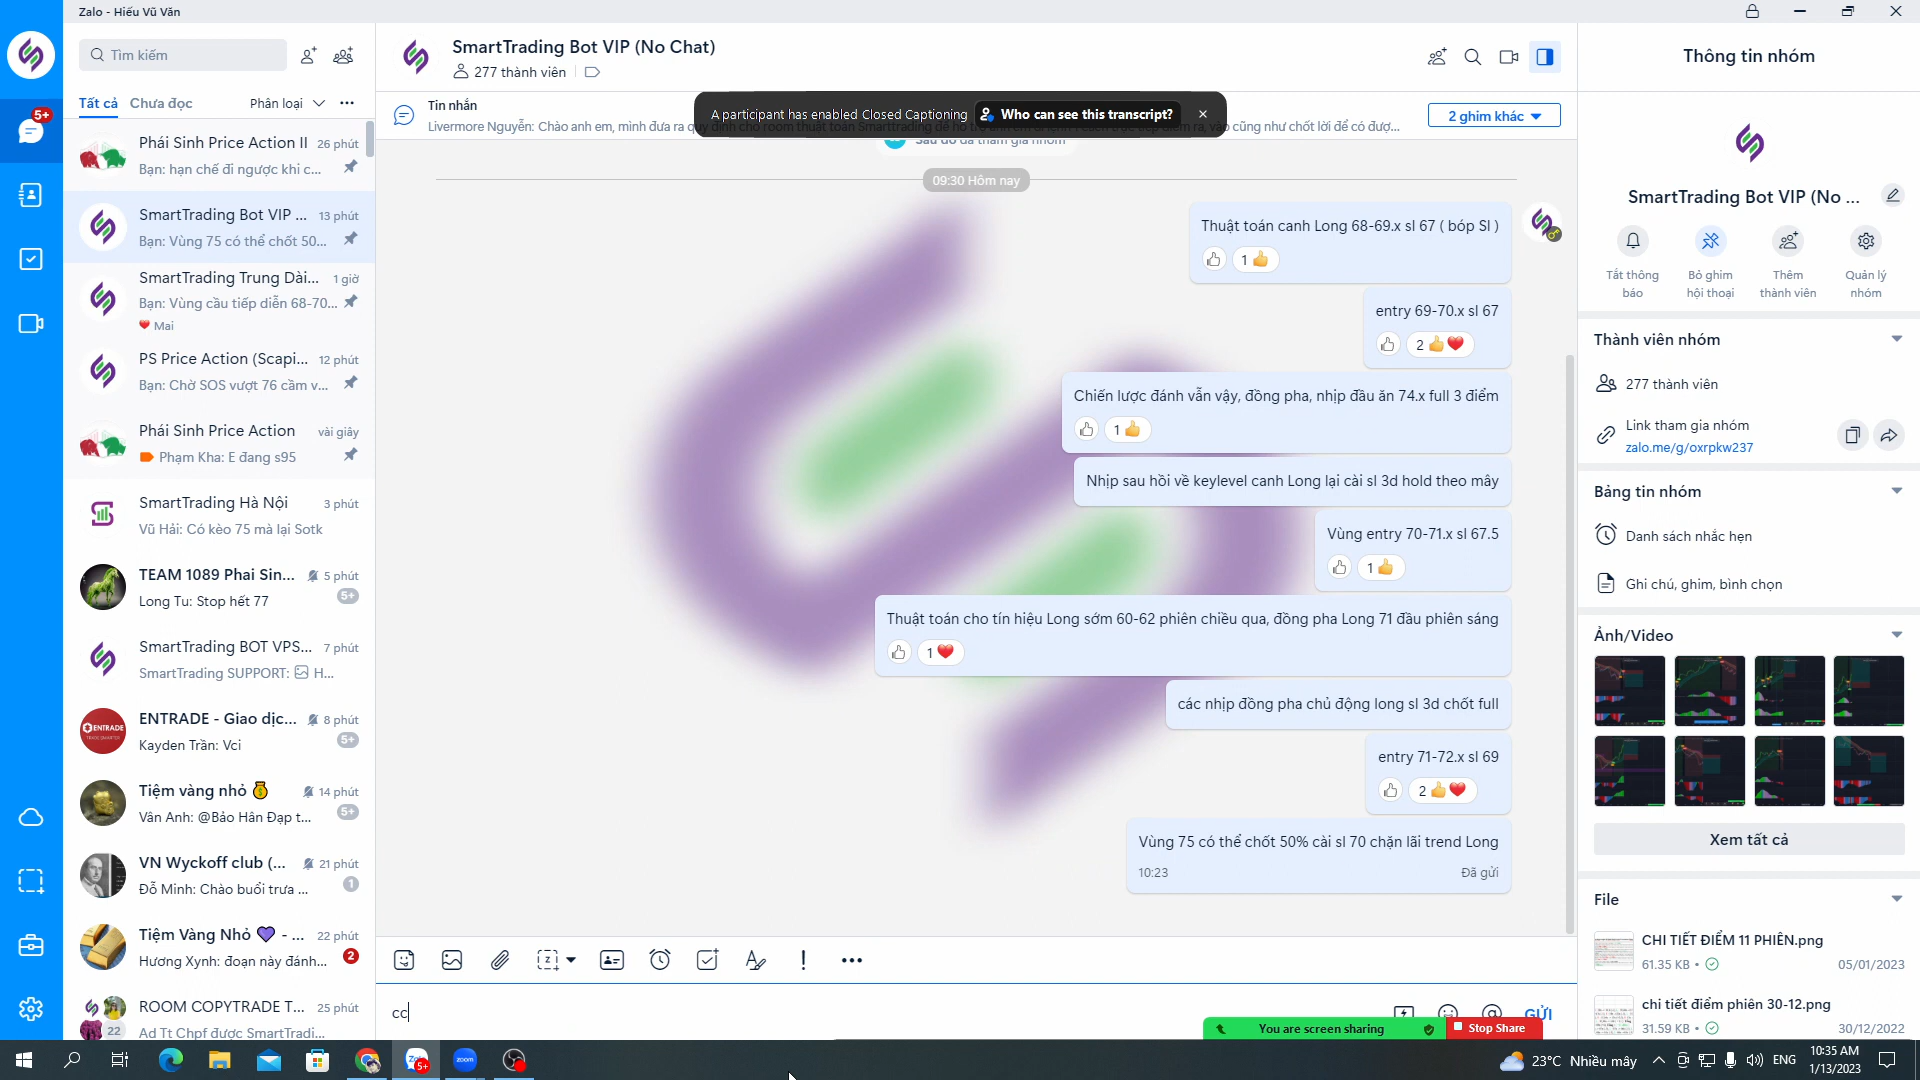 Zalo - Hiếu Vũ Văn
Tìm kiếm
Tất cả
Chưa đọc
Phân loại
5+
Phái Sinh Price Action II
26 phút
Bạn: hạn chế đi ngược khi c...
SmartTrading Bot VIP ...
13 phút
Bạn: Vùng 75 có thể chốt 50...
SmartTrading Trung Dài...
1 giờ
Bạn: Vùng cầu tiếp diễn 68-70...
Mai
PS Price Action (Scapi...
12 phút
Bạn: Chờ SOS vượt 76 cầm v...
Phái Sinh Price Action
vài giây
Phạm Kha: E đang s95
SmartTrading Hà Nội
3 phút
Vũ Hải: Có kèo 75 mà lại Sotk
TEAM 1089 Phai Sin...
5 phút
Long Tu: Stop hết 77
5+
SmartTrading BOT VPS...
7 phút
SmartTrading SUPPORT: H...
ENTRADE - Giao dịc...
8 phút
Kayden Trần: Vci
5+
ENTRADE
Tiệm vàng nhỏ
14 phút
Vân Anh: @Bảo Hân Đạp t...
5+
VN Wyckoff club (...
21 phút
Đỗ Minh: Chào buổi trưa ...
1
Tiệm Vàng Nhỏ 💜 - ...
22 phút
Hương Xynh: đoạn này đánh...
2
ROOM COPYTRADE T...
25 phút
Ad Tt Chpf được SmartTradi...
22
SmartTrading Bot VIP (No Chat)
277 thành viên
Tin nhắn
2 ghim khác
A participant has enabled Closed Captioning
Who can see this transcript?
09:30 Hôm nay
Thuật toán canh Long 68-69.x sl 67 ( bóp Sl )
1
entry 69-70.x sl 67
2
Chiến lược đánh vẫn vậy, đồng pha, nhịp đầu ăn 74.x full 3 điểm
1
Nhịp sau hồi về keylevel canh Long lại cài sl 3d hold theo mây
Vùng entry 70-71.x sl 67.5
1
Thuật toán cho tín hiệu Long sớm 60-62 phiên chiều qua, đồng pha Long 71 đầu phiên sáng
1
các nhịp đồng pha chủ động long sl 3d chốt full
entry 71-72.x sl 69
2
Vùng 75 có thể chốt 50% cài sl 70 chặn lãi trend Long
10:23
Đã gửi
cc
GỬI
You are screen sharing
Stop Share
Thông tin nhóm
SmartTrading Bot VIP (No ...
Tắt thông báo
Bỏ ghim hội thoại
Thêm thành viên
Quản lý nhóm
Thành viên nhóm
277 thành viên
Link tham gia nhóm
zalo.me/g/oxrpkw237
Bảng tin nhóm
Danh sách nhắc hẹn
Ghi chú, ghim, bình chọn
Ảnh/Video
Xem tất cả
File
CHI TIẾT ĐIỂM 11 PHIÊN.png
61.35 KB
05/01/2023
chi tiết điểm phiên 30-12.png
31.59 KB
30/12/2022
zoom
5+
23°C Nhiều mây
ENG
10:35 AM
1/13/2023